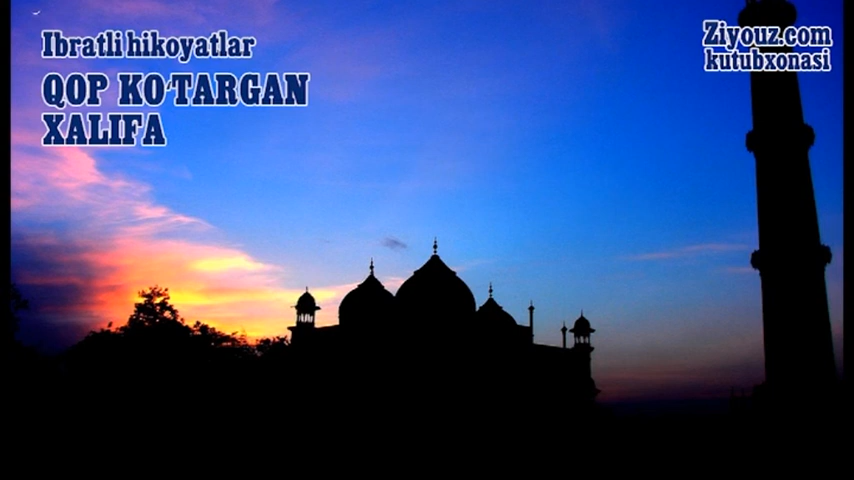 Ibratli hikoyatlar
QOP KO‘TARGAN
XALIFA
Ziyouz.com
kutubxonasi